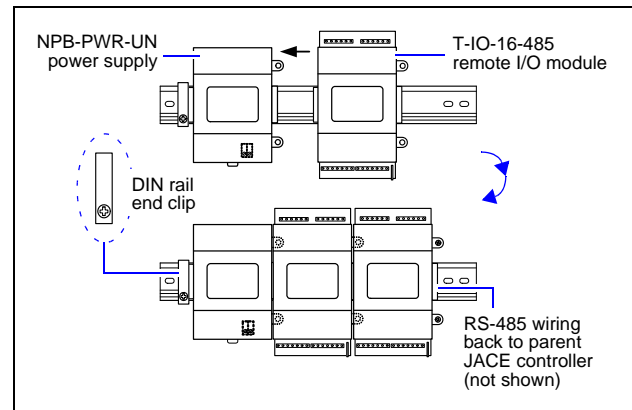 NPB-PWR-UN
power supply
T-IO-16-485
remote I/O module
DIN rail
end clip
RS-485 wiring
back to parent
JACE controller
(not shown)